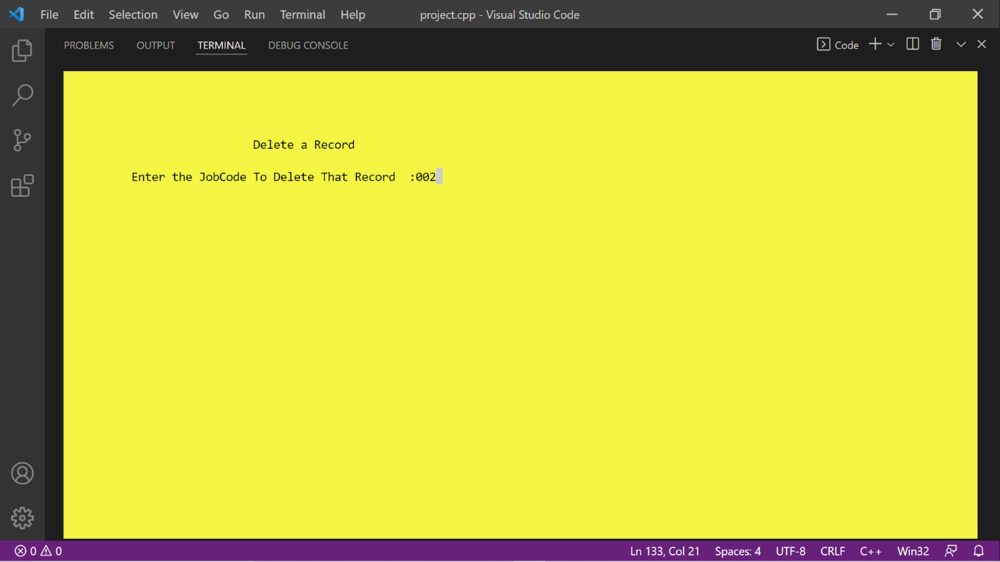 File Edit Selection View Go Run Terminal Help project.cpp - Visual Studio Code
PROBLEMS OUTPUT TERMINAL DEBUG CONSOLE Code
Delete a Record
Enter the JobCode To Delete That Record :002
0 0 Ln 133, Col 21 Spaces: 4 UTF-8 CRLF C++ Win32